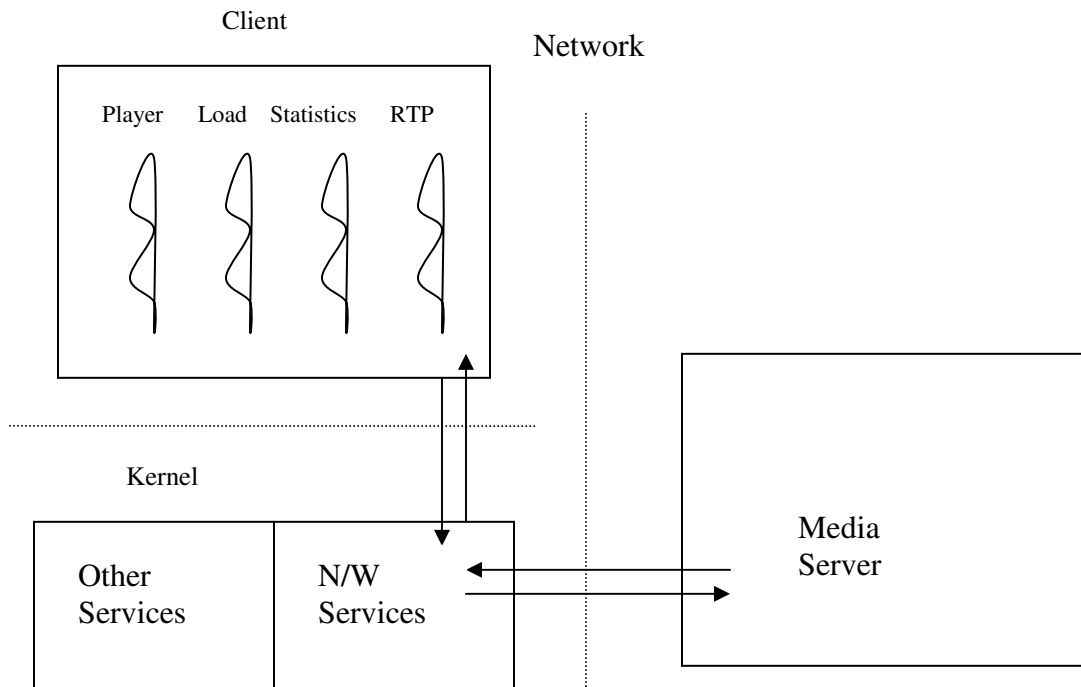 Client
Network
Player Load Statistics RTP
Kernel
Media
Server
Other
Services
N/W
Services